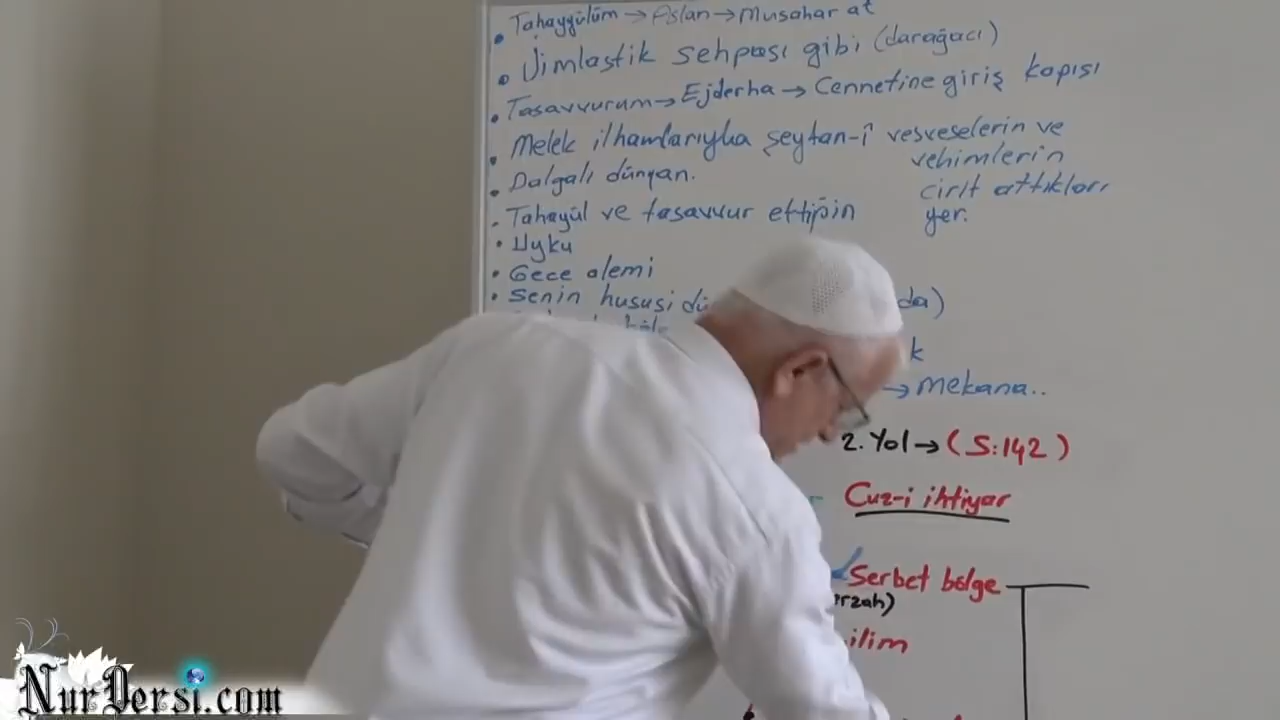 • Tahayyülüm → Aslan → Musahar at
• Jimlastik sehpası gibi (darağacı)
• Tasavvurum → Ejderha → Cennetine giriş kapısı
• Melek ilhamlarıyla şeytan-î vesveselerin ve
vehimlerin
cirit attıkları
yer.
• Dalgalı dünyan.
• Tahayül ve tasavvur ettiğin
• Uyku
• Gece alemi
• Senin hususi dü da)
k
→ mekana..
2. Yol → (S:142)
Cuz-i ihtiyar
Serbet bölge
rzah)
ilim
NurDersi.com